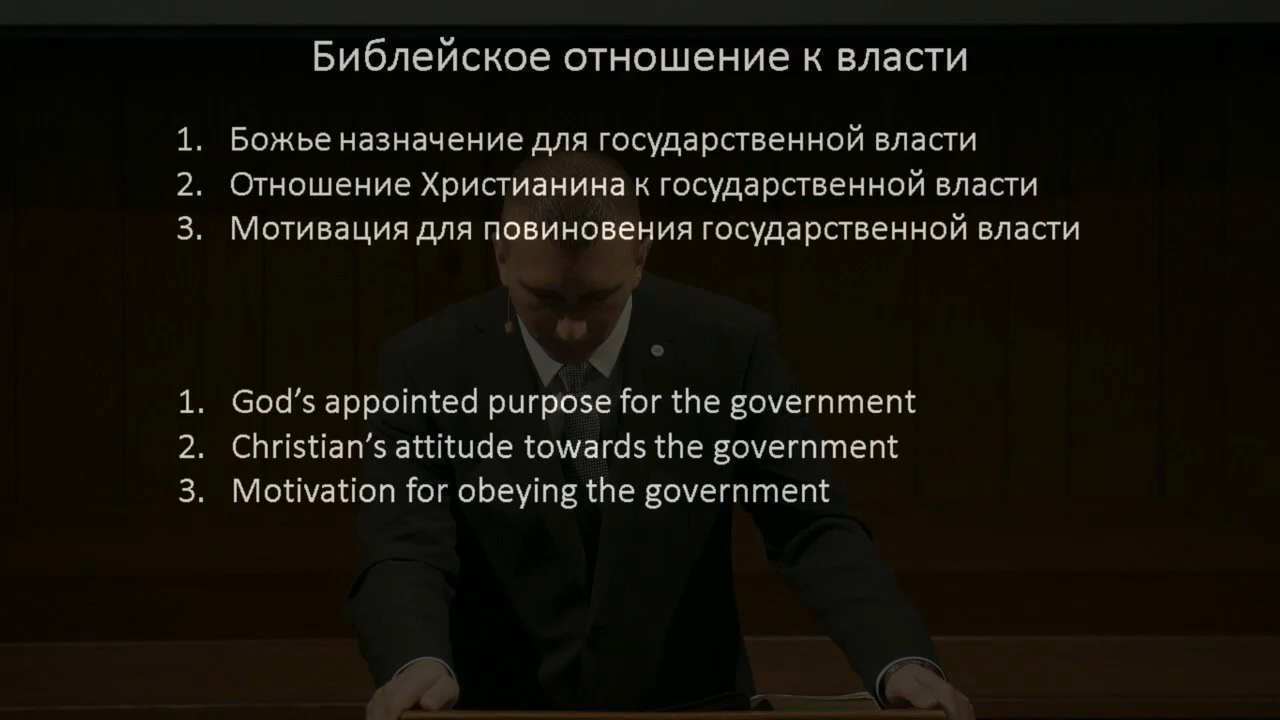 Библейское отношение к власти
1. Божье назначение для государственной власти
2. Отношение Христианина к государственной власти
3. Мотивация для повиновения государственной власти
1. God’s appointed purpose for the government
2. Christian’s attitude towards the government
3. Motivation for obeying the government